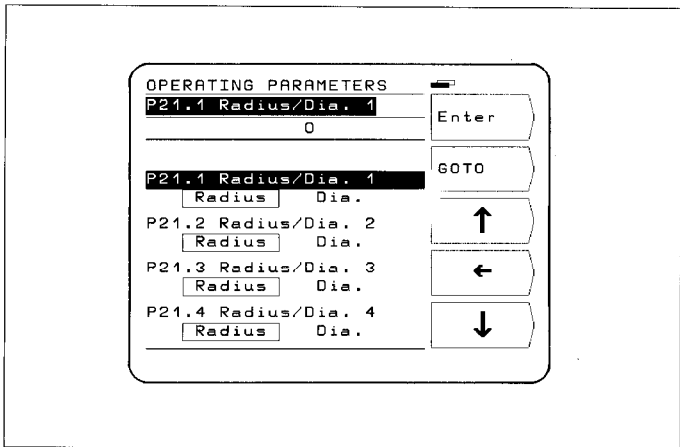 OPERATING PARAMETERS
P21.1 Radius/Dia. 1
0
P21.1 Radius/Dia. 1
Radius Dia.
P21.2 Radius/Dia. 2
Radius Dia.
P21.3 Radius/Dia. 3
Radius Dia.
P21.4 Radius/Dia. 4
Radius Dia.
Enter
GOTO
↑
←
↓